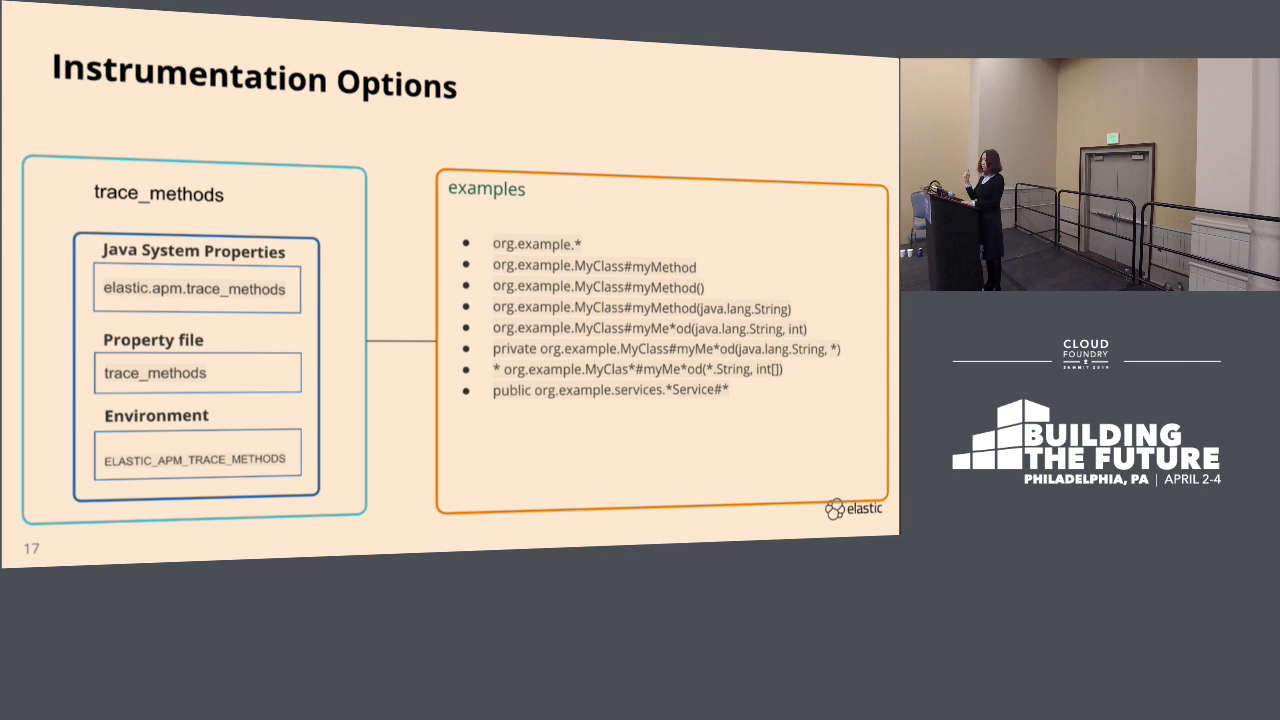 Instrumentation Options
trace_methods
Java System Properties
elastic.apm.trace_methods
Property file
trace_methods
Environment
ELASTIC_APM_TRACE_METHODS
examples
org.example.*
org.example.MyClass#myMethod
org.example.MyClass#myMethod()
org.example.MyClass#myMethod(java.lang.String)
org.example.MyClass#myMe*od(java.lang.String, int)
private org.example.MyClass#myMe*od(java.lang.String, *)
* org.example.MyClas*#myMe*od(*.String, int[])
public org.example.services.*Service#*
elastic
17
CLOUD
FOUNDRY
SUMMIT 2019
BUILDING
THE FUTURE
PHILADELPHIA, PA | APRIL 2-4